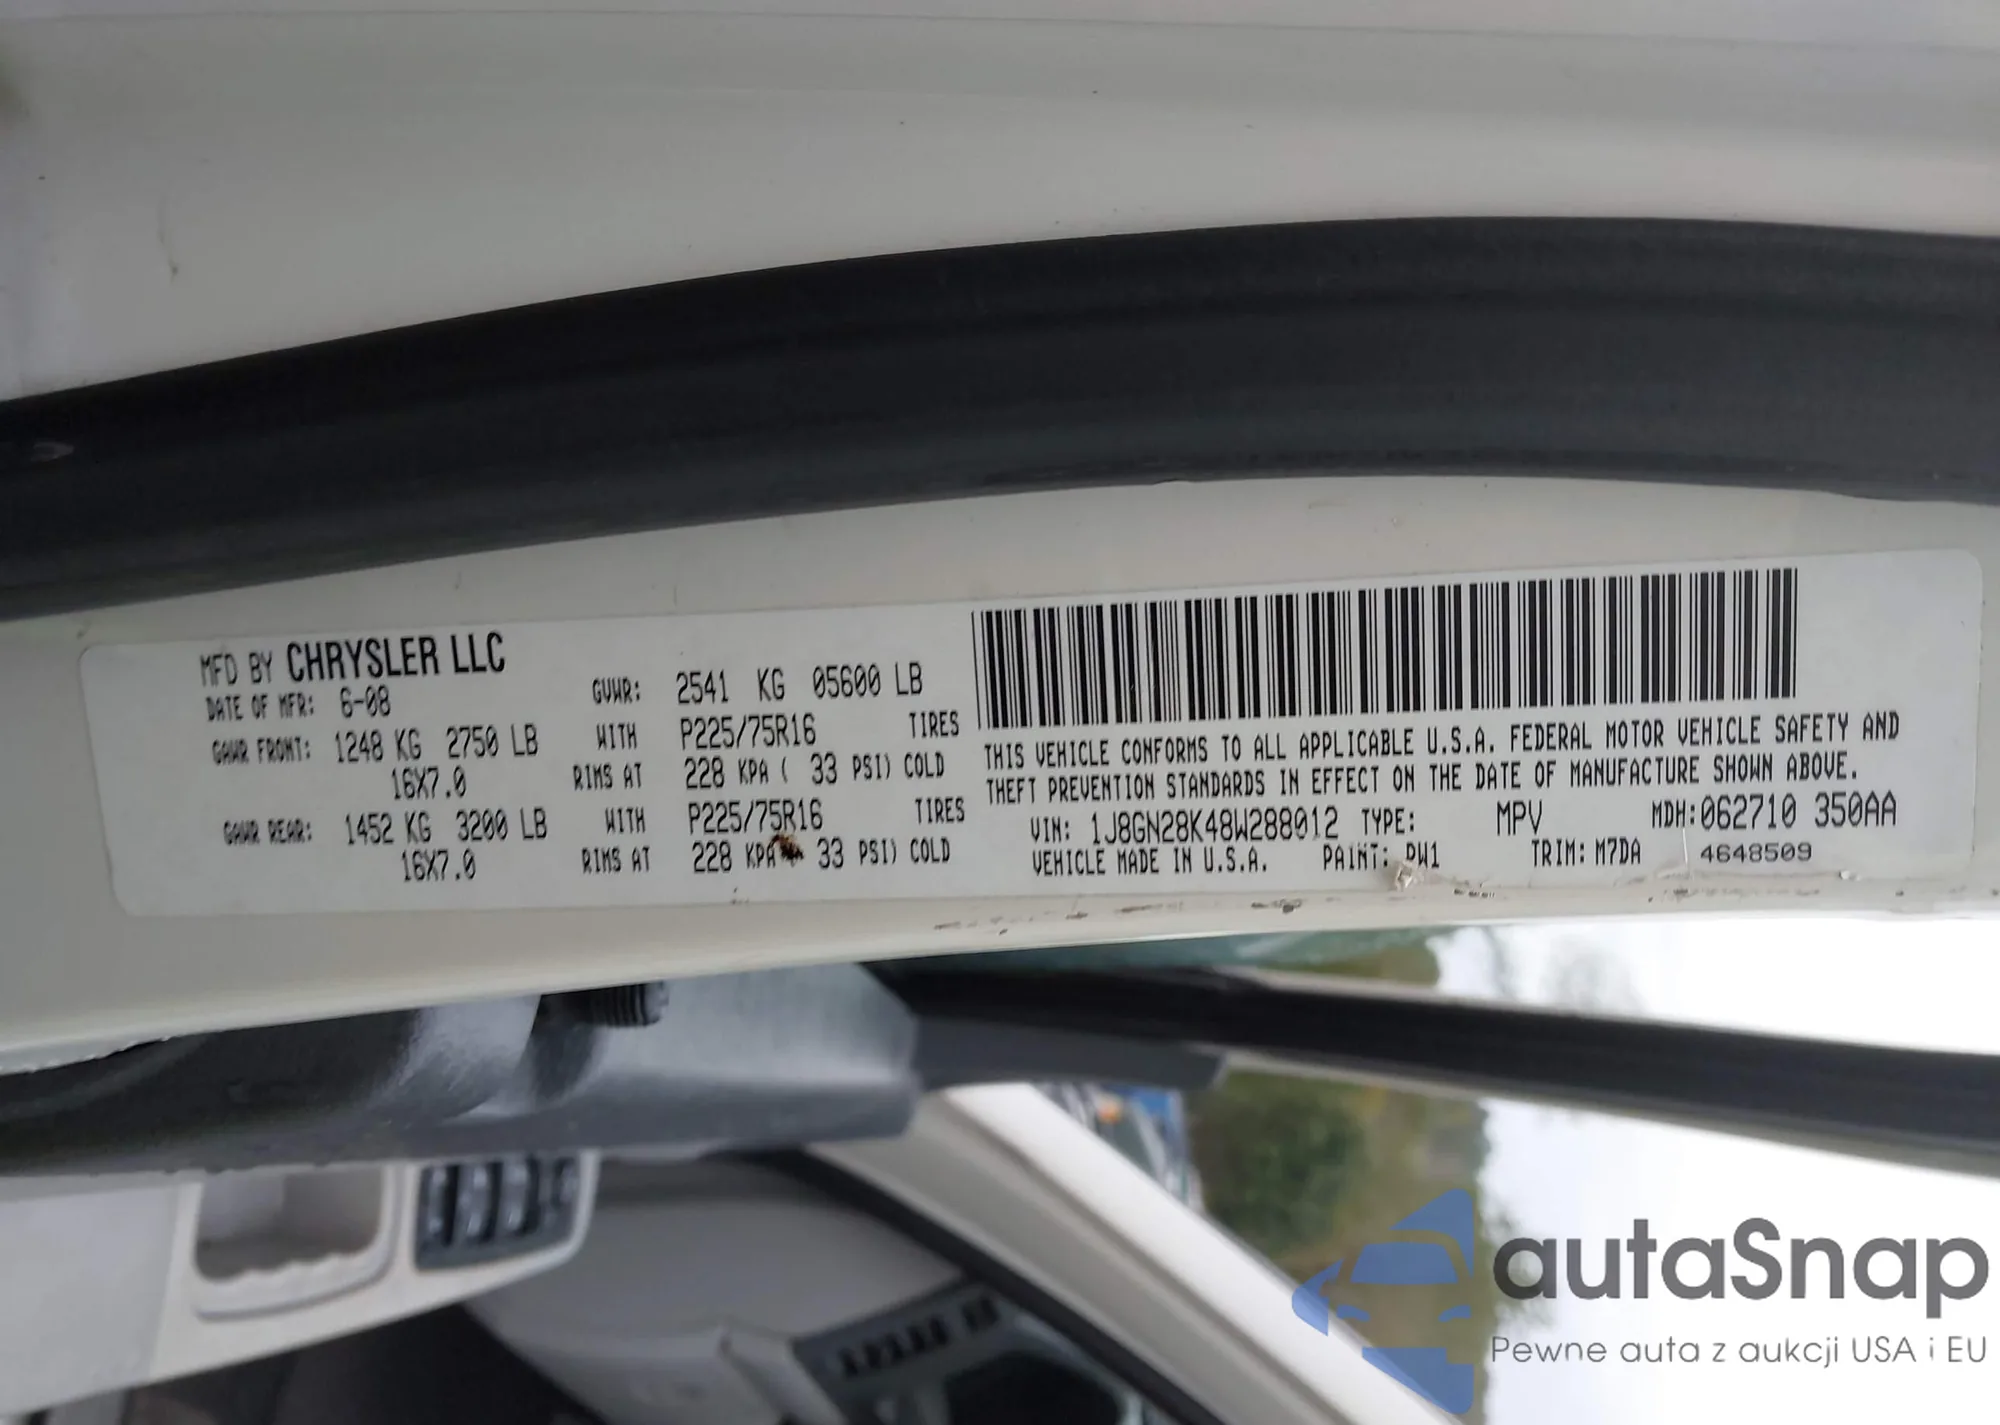 MFD BY CHRYSLER LLC
DATE OF MFR: 6-08 GVWR: 2541 KG 05600 LB
GAWR FRONT: 1248 KG 2750 LB WITH P225/75R16 TIRES
16X7.0 RIMS AT 228 KPA ( 33 PSI) COLD
GAWR REAR: 1452 KG 3200 LB WITH P225/75R16 TIRES
16X7.0 RIMS AT 228 KPA 33 PSI) COLD
THIS VEHICLE CONFORMS TO ALL APPLICABLE U.S.A. FEDERAL MOTOR VEHICLE SAFETY AND
THEFT PREVENTION STANDARDS IN EFFECT ON THE DATE OF MANUFACTURE SHOWN ABOVE.
VIN: 1J8GN28K48W288012 TYPE: MPV MDH:062710 350AA
VEHICLE MADE IN U.S.A. PAINT: PW1 TRIM: M7DA 4648509
autaSnap
Pewne auta z aukcji USA i EU